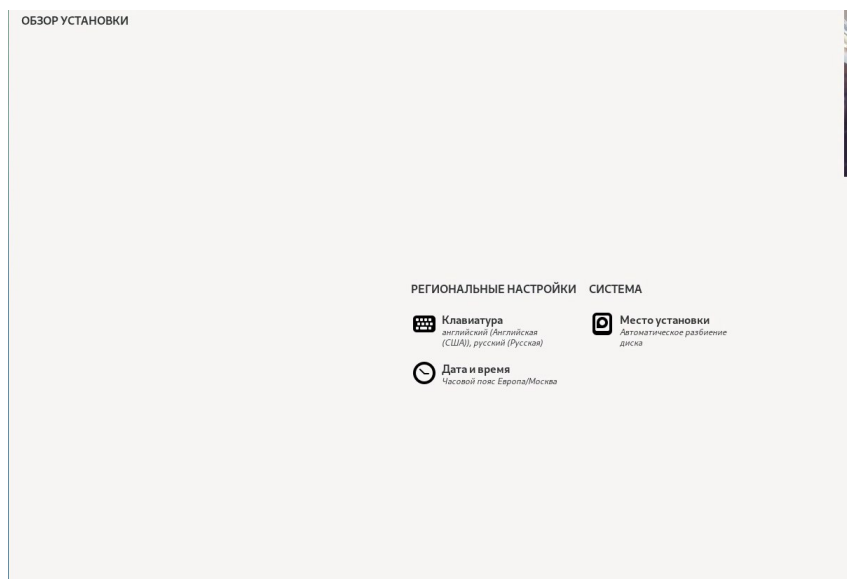 ОБЗОР УСТАНОВКИ
РЕГИОНАЛЬНЫЕ НАСТРОЙКИ
Клавиатура
английский (Английская
(США)), русский (Русская)
Дата и время
Часовой пояс Европа/Москва
СИСТЕМА
Место установки
Автоматическое разбиение
диска